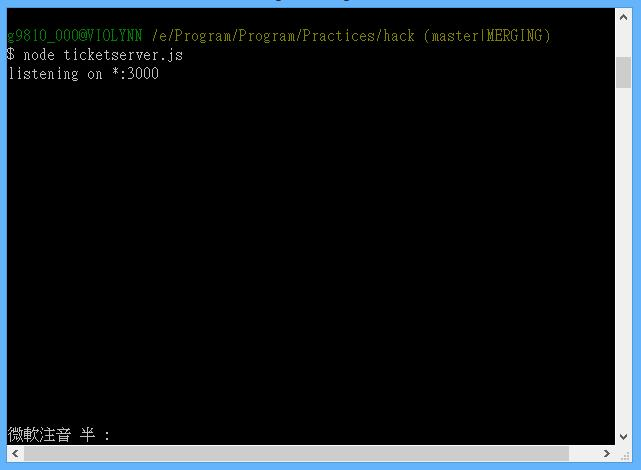 g9810_000@VIOLYNN /e/Program/Program/Practices/hack (master|MERGING)
$ node ticketserver.js
listening on *:3000
微軟注音 半 :